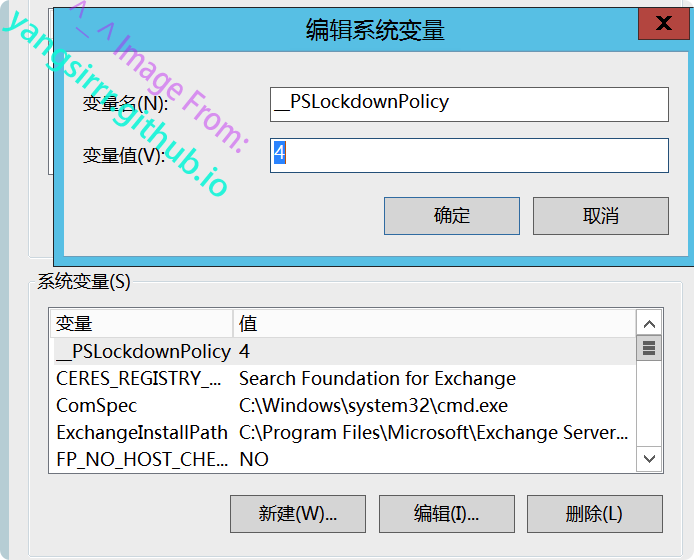 编辑系统变量
变量名(N):
__PSLockdownPolicy
变量值(V):
4
确定
取消
^_^ Image From:
yangsirrr.github.io
系统变量(S)
变量 值
__PSLockdownPolicy 4
CERES_REGISTRY_... Search Foundation for Exchange
ComSpec C:\Windows\system32\cmd.exe
ExchangeInstallPath C:\Program Files\Microsoft\Exchange Server...
FP_NO_HOST_CHE... NO
新建(W)...
编辑(I)...
删除(L)